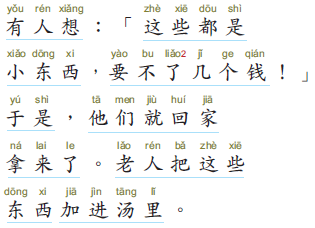 yǒu rén xiǎng zhè xiē dōu shì
有人想：「这些都是
xiǎo dōng xi yào bu liǎo2 jǐ ge qián
小东西，要不了几个钱！」
yú shì tā men jiù huí jiā
于是，他们就回家
ná lai le lǎo rén bǎ zhè xiē
拿来了。老人把这些
dōng xi jiā jìn tāng lǐ
东西加进汤里。